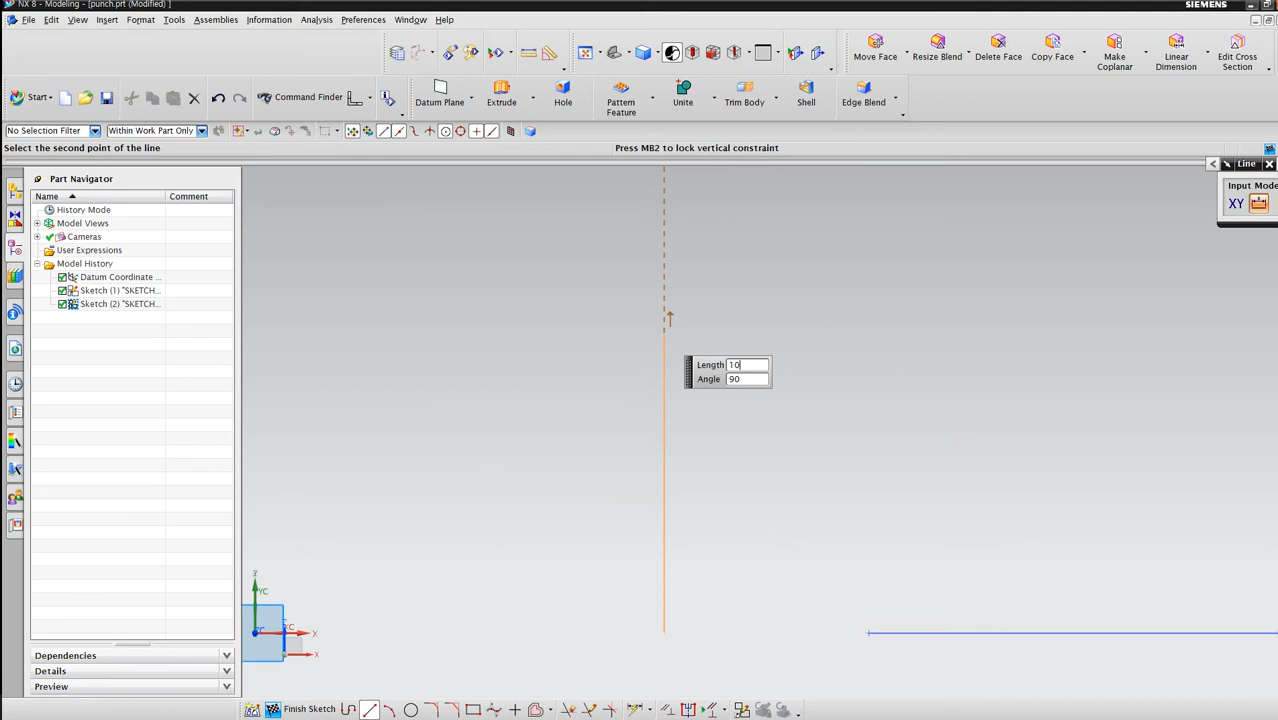 NX 8 - Modeling - [punch.prt (Modified) ]
SIEMENS
File Edit View Insert Format Tools Assemblies Information Analysis Preferences Window Help
Move Face Resize Blend Delete Face Copy Face Make Coplanar Linear Dimension Edit Cross Section
Start Command Finder Datum Plane Extrude Hole Pattern Feature Unite Trim Body Shell Edge Blend
No Selection Filter Within Work Part Only
Select the second point of the line Press MB2 to lock vertical constraint
Line
Part Navigator
Input Mode
Name Comment
XY
History Mode
Model Views
Cameras
User Expressions
Model History
Datum Coordinate ...
Sketch (1) "SKETCH...
Sketch (2) "SKETCH...
Length 10
Angle 90
Y
YC
XC
X
X
Dependencies
Details
Preview
Finish Sketch